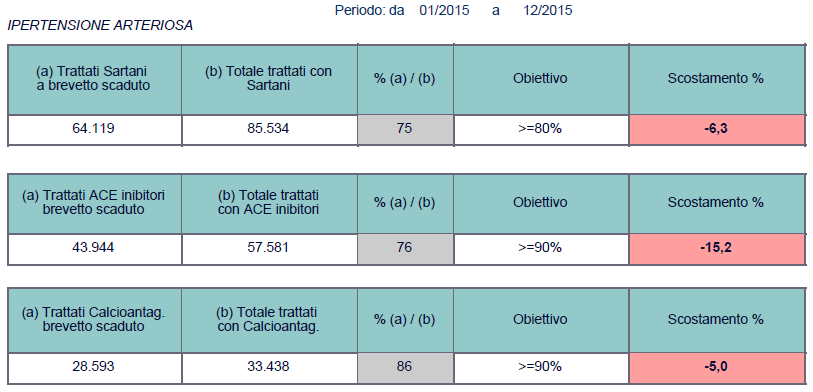 Periodo: da 01/2015 a 12/2015
IPERTENSIONE ARTERIOSA
(a) Trattati Sartani
a brevetto scaduto
(b) Totale trattati con
Sartani
% (a) / (b)
Obiettivo
Scostamento %
64.119
85.534
75
>=80%
-6,3
(a) Trattati ACE inibitori
brevetto scaduto
(b) Totale trattati
con ACE inibitori
% (a) / (b)
Obiettivo
Scostamento %
43.944
57.581
76
>=90%
-15,2
(a) Trattati Calcioantag.
brevetto scaduto
(b) Totale trattati
con Calcioantag.
% (a) / (b)
Obiettivo
Scostamento %
28.593
33.438
86
>=90%
-5,0